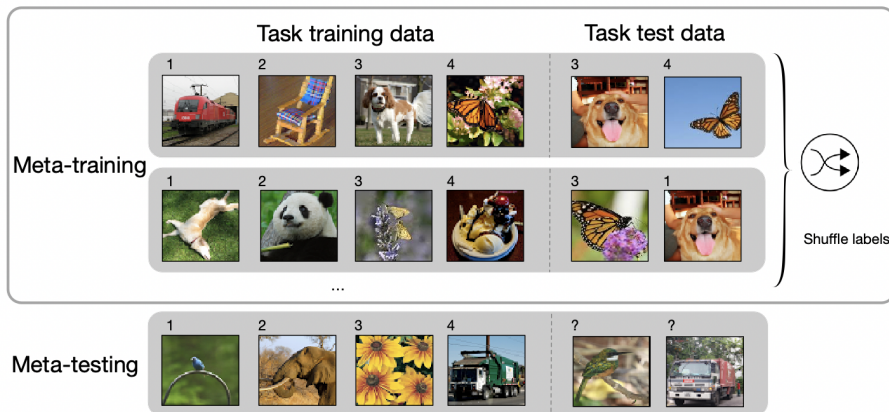 Task training data
Task test data
1 2 3 4 3 4
Meta-training
1 2 3 4 3 1
Shuffle labels
...
1 2 3 4 ? ?
Meta-testing